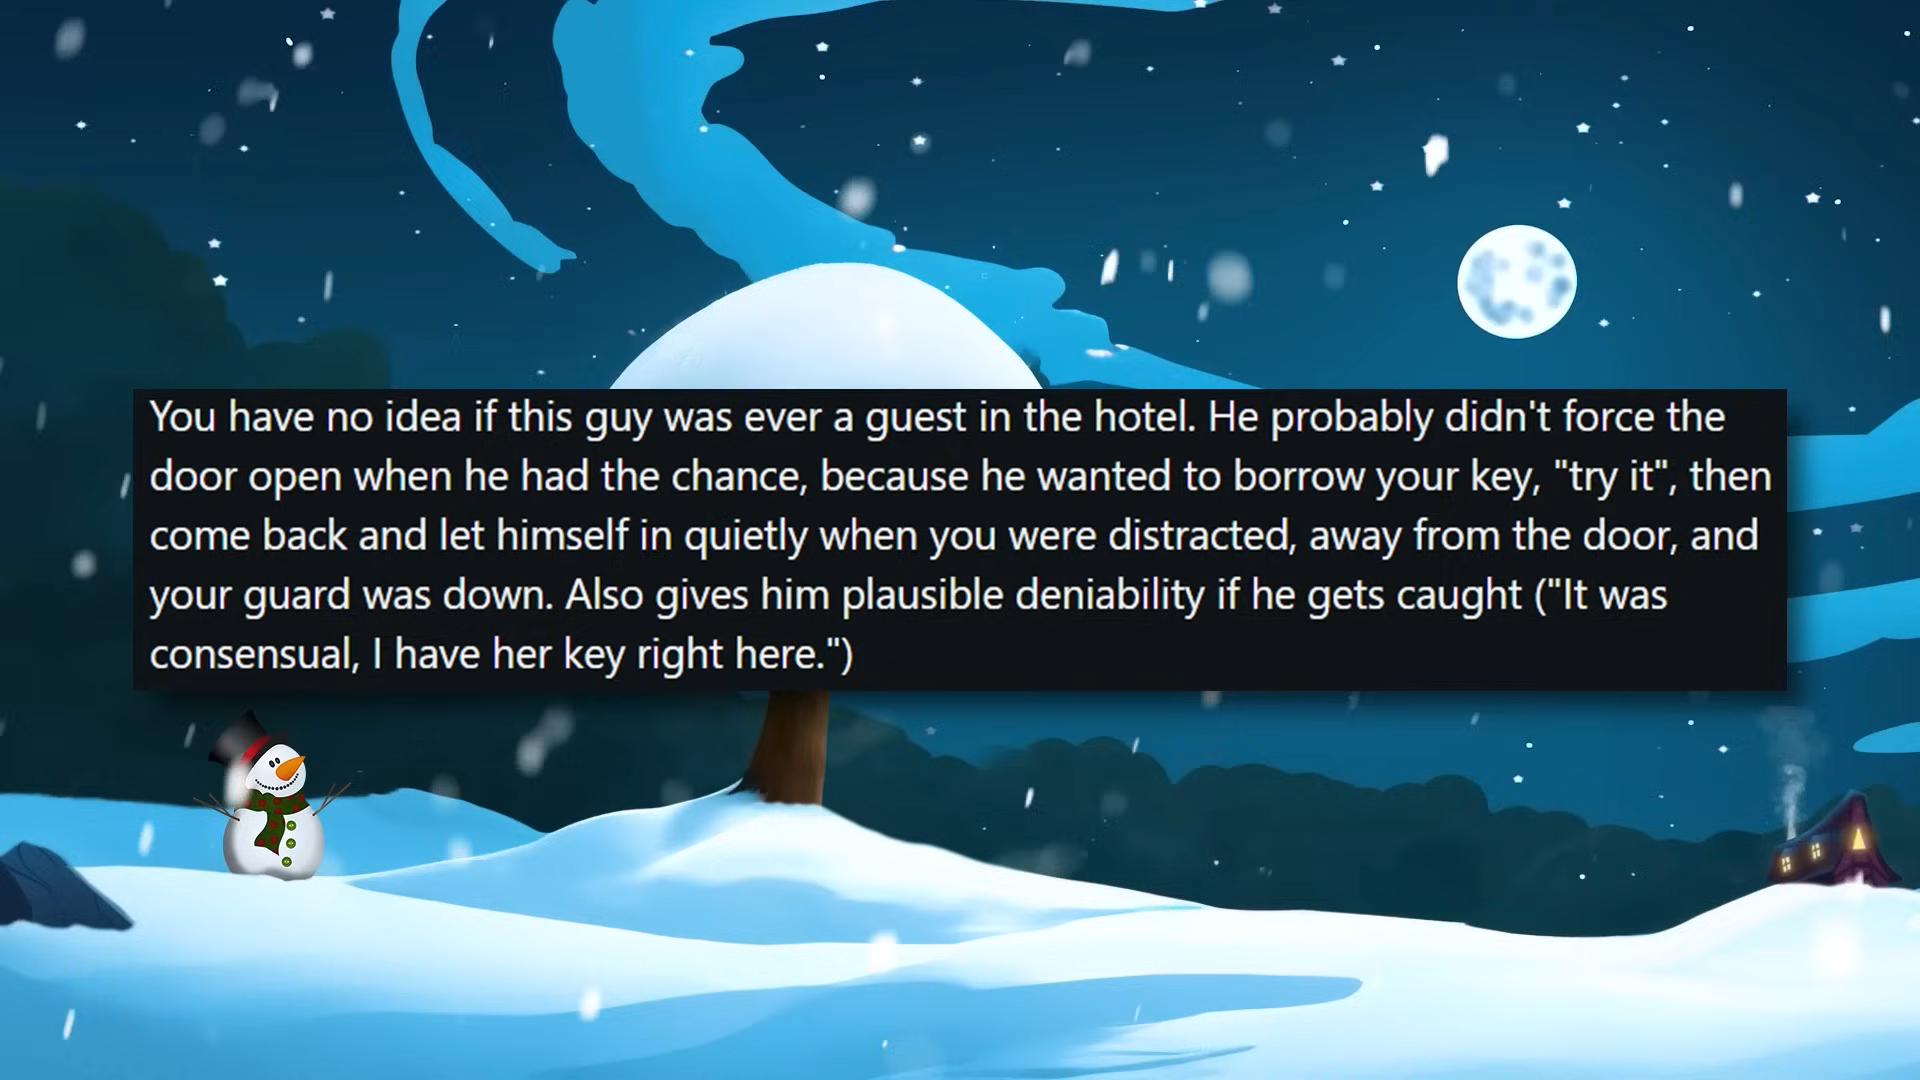 You have no idea if this guy was ever a guest in the hotel. He probably didn't force the
door open when he had the chance, because he wanted to borrow your key, "try it", then
come back and let himself in quietly when you were distracted, away from the door, and
your guard was down. Also gives him plausible deniability if he gets caught ("It was
consensual, I have her key right here.")